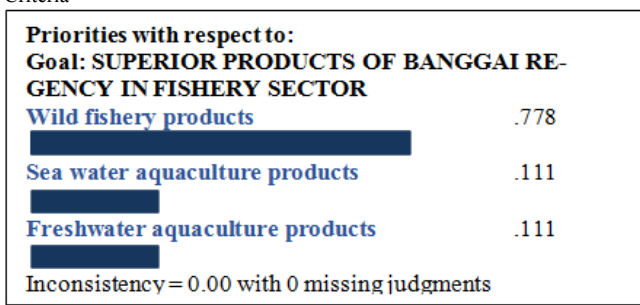 Criteria
Priorities with respect to:
Goal: SUPERIOR PRODUCTS OF BANGGAI RE-
GENCY IN FISHERY SECTOR
Wild fishery products .778
Sea water aquaculture products .111
Freshwater aquaculture products .111
Inconsistency = 0.00 with 0 missing judgments